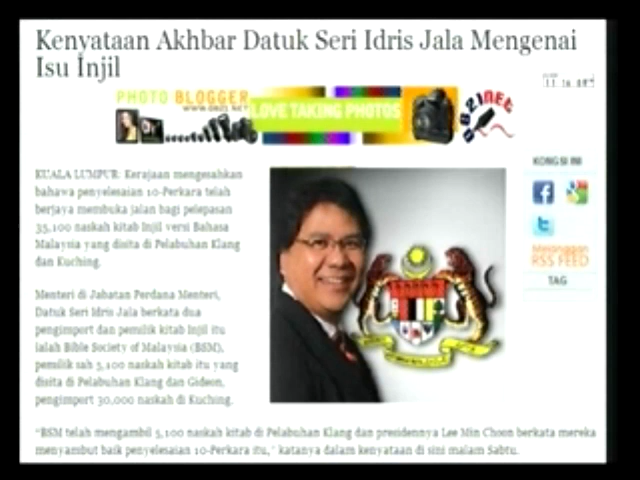 Kenyataan Akhbar Datuk Seri Idris Jala Mengenai
Isu Injil
PHOTO BLOGGER
WWW.0821.NET
LOVE TAKING PHOTOS
0821NET
KUALA LUMPUR: Kerajaan mengesahkan
bahawa penyelesaian 10-Perkara telah
berjaya membuka jalan bagi pelepasan
35,100 naskah kitab Injil versi Bahasa
Malaysia yang disita di Pelabuhan Klang
dan Kuching.
Menteri di Jabatan Perdana Menteri,
Datuk Seri Idris Jala berkata dua
pengimport dan pemilik kitab Injil itu
ialah Bible Society of Malaysia (BSM),
pemilik sah 5,100 naskah kitab itu yang
disita di Pelabuhan Klang dan Gideon,
pengimport 30,000 naskah di Kuching.
"BSM telah mengambil 5,100 naskah kitab di Pelabuhan Klang dan presidennya Lee Min Choon berkata mereka
menyambut baik penyelesaian 10-Perkara itu," katanya dalam kenyataan di sini malam Sabtu.
KONGSI INI
Melanggan
RSS FEED
TAG